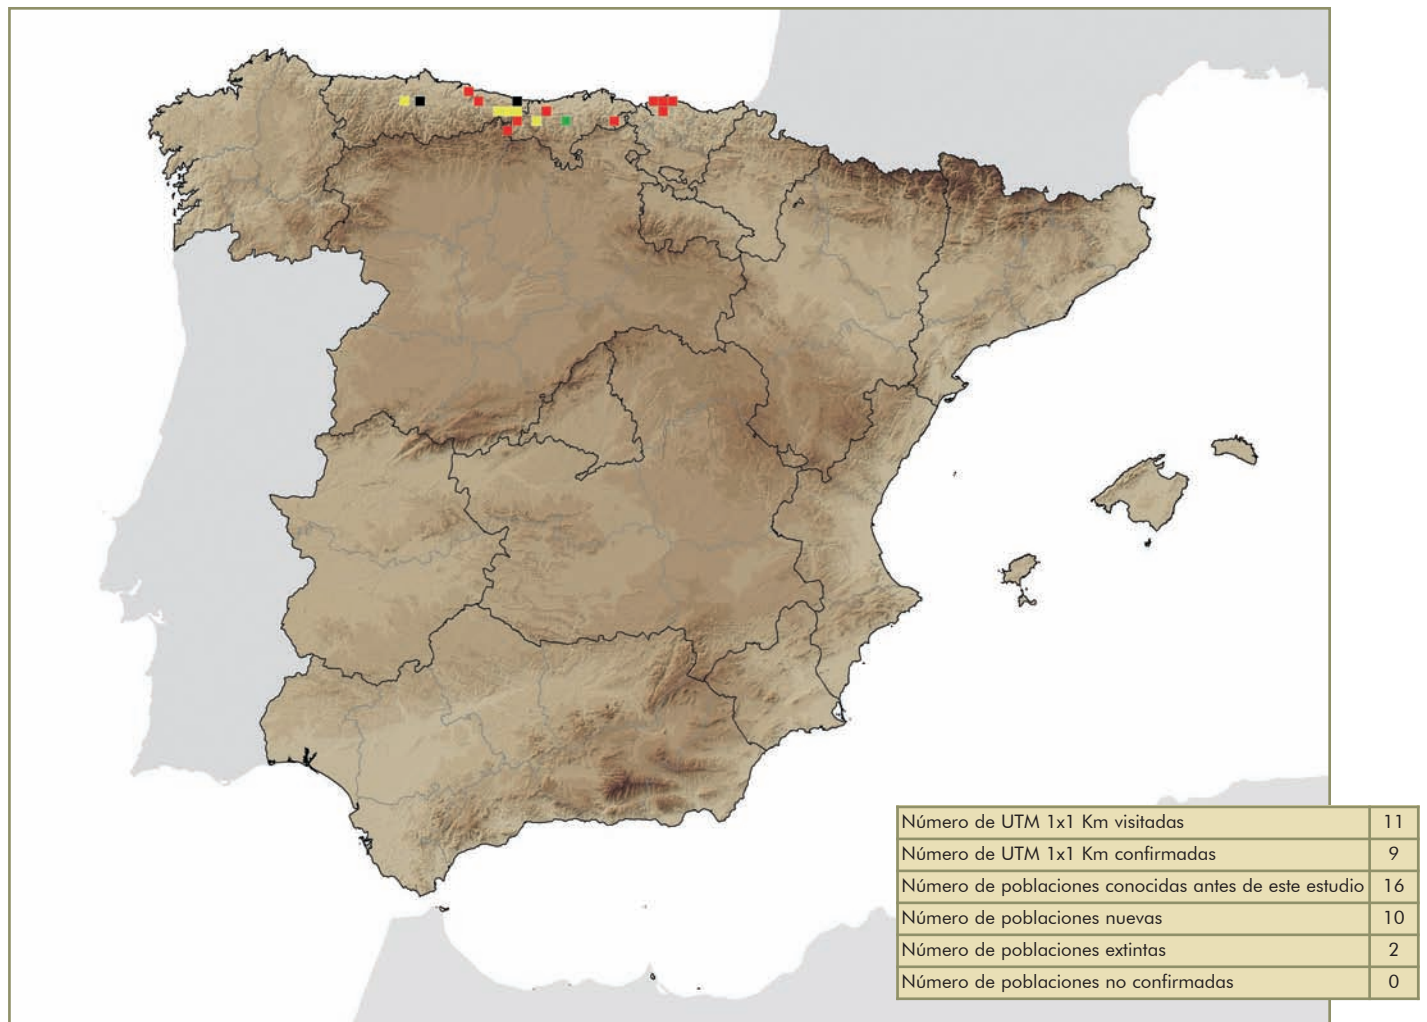 Número de UTM 1x1 Km visitadas 11
Número de UTM 1x1 Km confirmadas 9
Número de poblaciones conocidas antes de este estudio 16
Número de poblaciones nuevas 10
Número de poblaciones extintas 2
Número de poblaciones no confirmadas 0